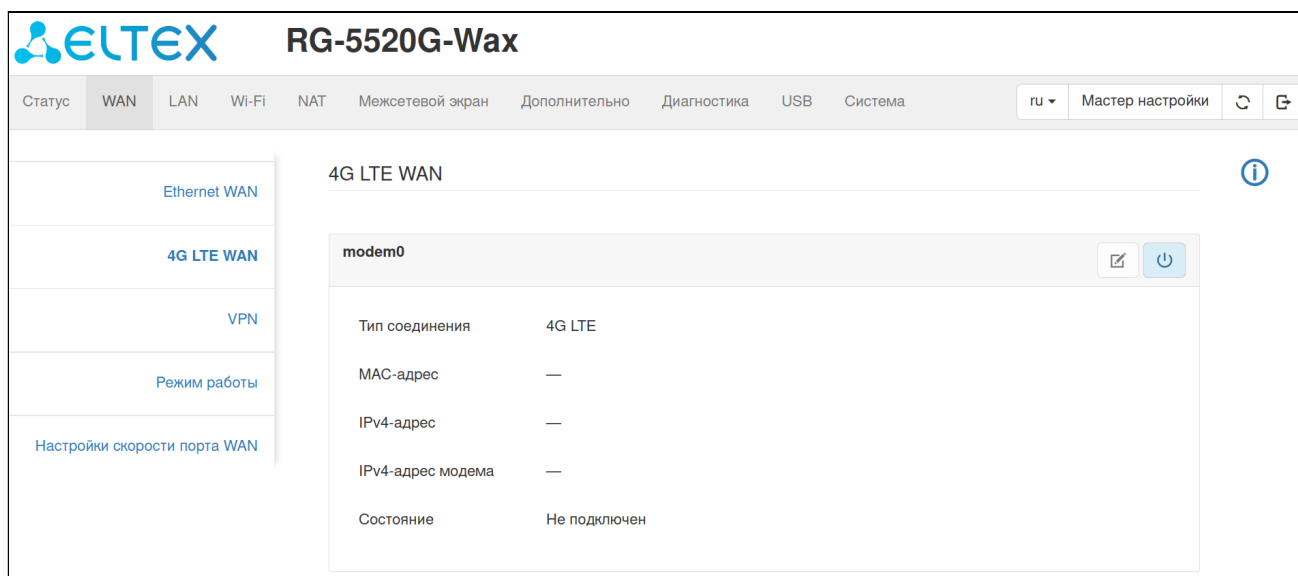 ELTEX RG-5520G-Wax
Статус WAN LAN Wi-Fi NAT Межсетевой экран Дополнительно Диагностика USB Система ru Мастер настройки
Ethernet WAN
4G LTE WAN
VPN
Режим работы
Настройки скорости порта WAN
4G LTE WAN
modem0
Тип соединения 4G LTE
MAC-адрес —
IPv4-адрес —
IPv4-адрес модема —
Состояние Не подключен